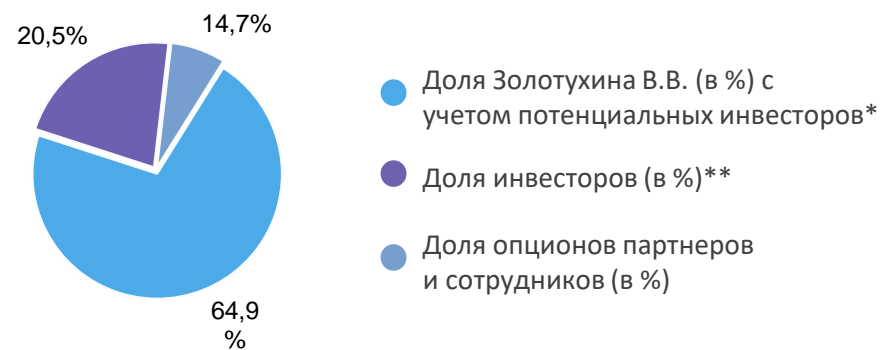 14,7%
20,5%
64,9
%
Доля Золотухина В.В. (в %) с
учетом потенциальных инвесторов*
Доля инвесторов (в %)**
Доля опционов партнеров
и сотрудников (в %)